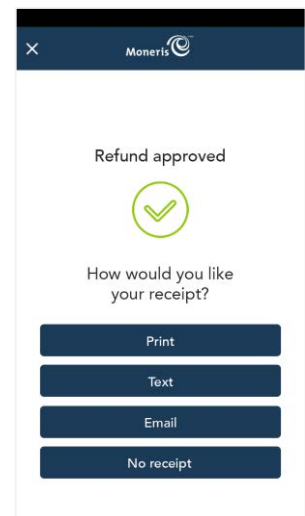 Moneris
Refund approved
How would you like
your receipt?
Print
Text
Email
No receipt